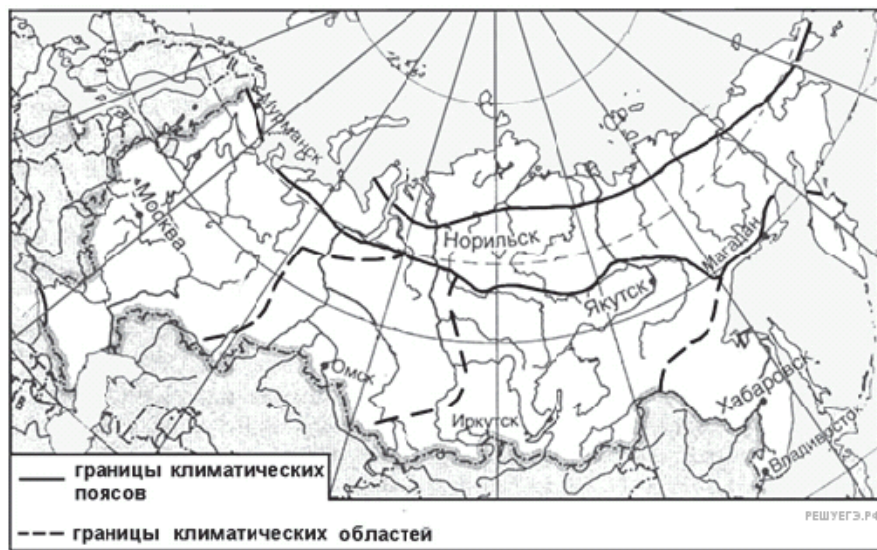 Мурманск
Москва
Норильск
Магадан
Якутск
Омск
Иркутск
Хабаровск
Владивосток
границы климатических
поясов
границы климатических областей
РЕШУЕГЭ.РФ